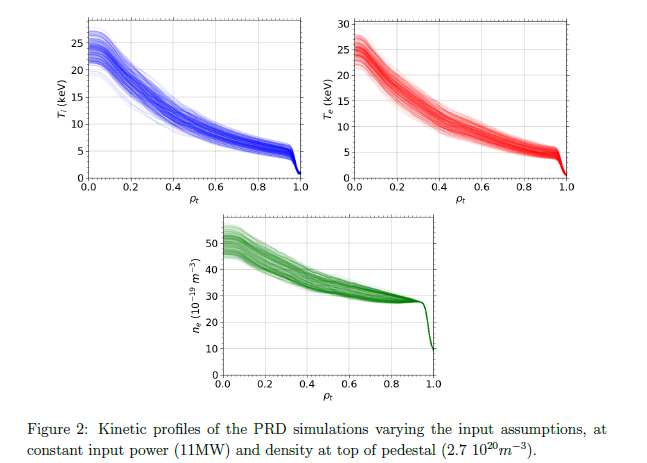 25
20
15
10
5
0
0.0 0.2 0.4 0.6 0.8 1.0
T_i (keV)
ρ_t
30
25
20
15
10
5
0
0.0 0.2 0.4 0.6 0.8 1.0
T_e (keV)
ρ_t
50
40
30
20
10
0
0.0 0.2 0.4 0.6 0.8 1.0
n_e (10⁻¹⁹ m⁻³)
ρ_t
Figure 2: Kinetic profiles of the PRD simulations varying the input assumptions, at
constant input power (11MW) and density at top of pedestal (2.7 10²⁰m⁻³).